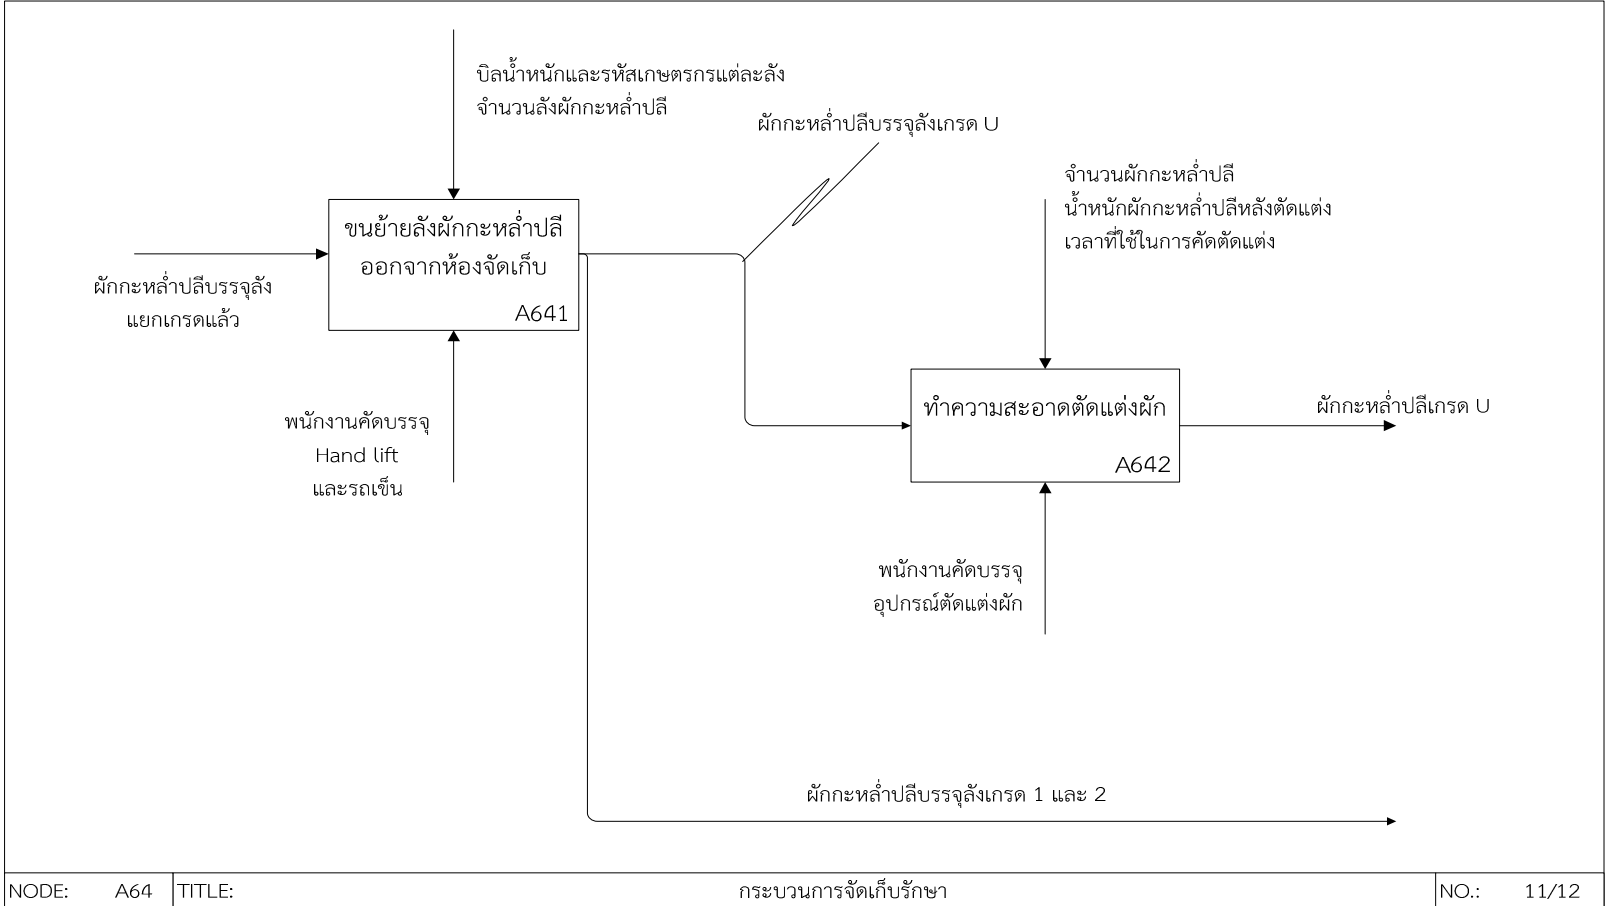 บิลน้ำหนักและรหัสเกษตรกรแต่ละลัง
จำนวนลังผักกะหล่ำปลี
ผักกะหล่ำปลีบรรจุลังเกรด U
จำนวนผักกะหล่ำปลี
น้ำหนักผักกะหล่ำปลีหลังตัดแต่ง
เวลาที่ใช้ในการคัดตัดแต่ง
ขนย้ายลังผักกะหล่ำปลี
ออกจากห้องจัดเก็บ
A641
ผักกะหล่ำปลีบรรจุลัง
แยกเกรดแล้ว
พนักงานคัดบรรจุ
Hand lift
และรถเข็น
ทำความสะอาดตัดแต่งผัก
A642
ผักกะหล่ำปลีเกรด U
พนักงานคัดบรรจุ
อุปกรณ์ตัดแต่งผัก
ผักกะหล่ำปลีบรรจุลังเกรด 1 และ 2
NODE: A64 TITLE: กระบวนการจัดเก็บรักษา NO.: 11/12